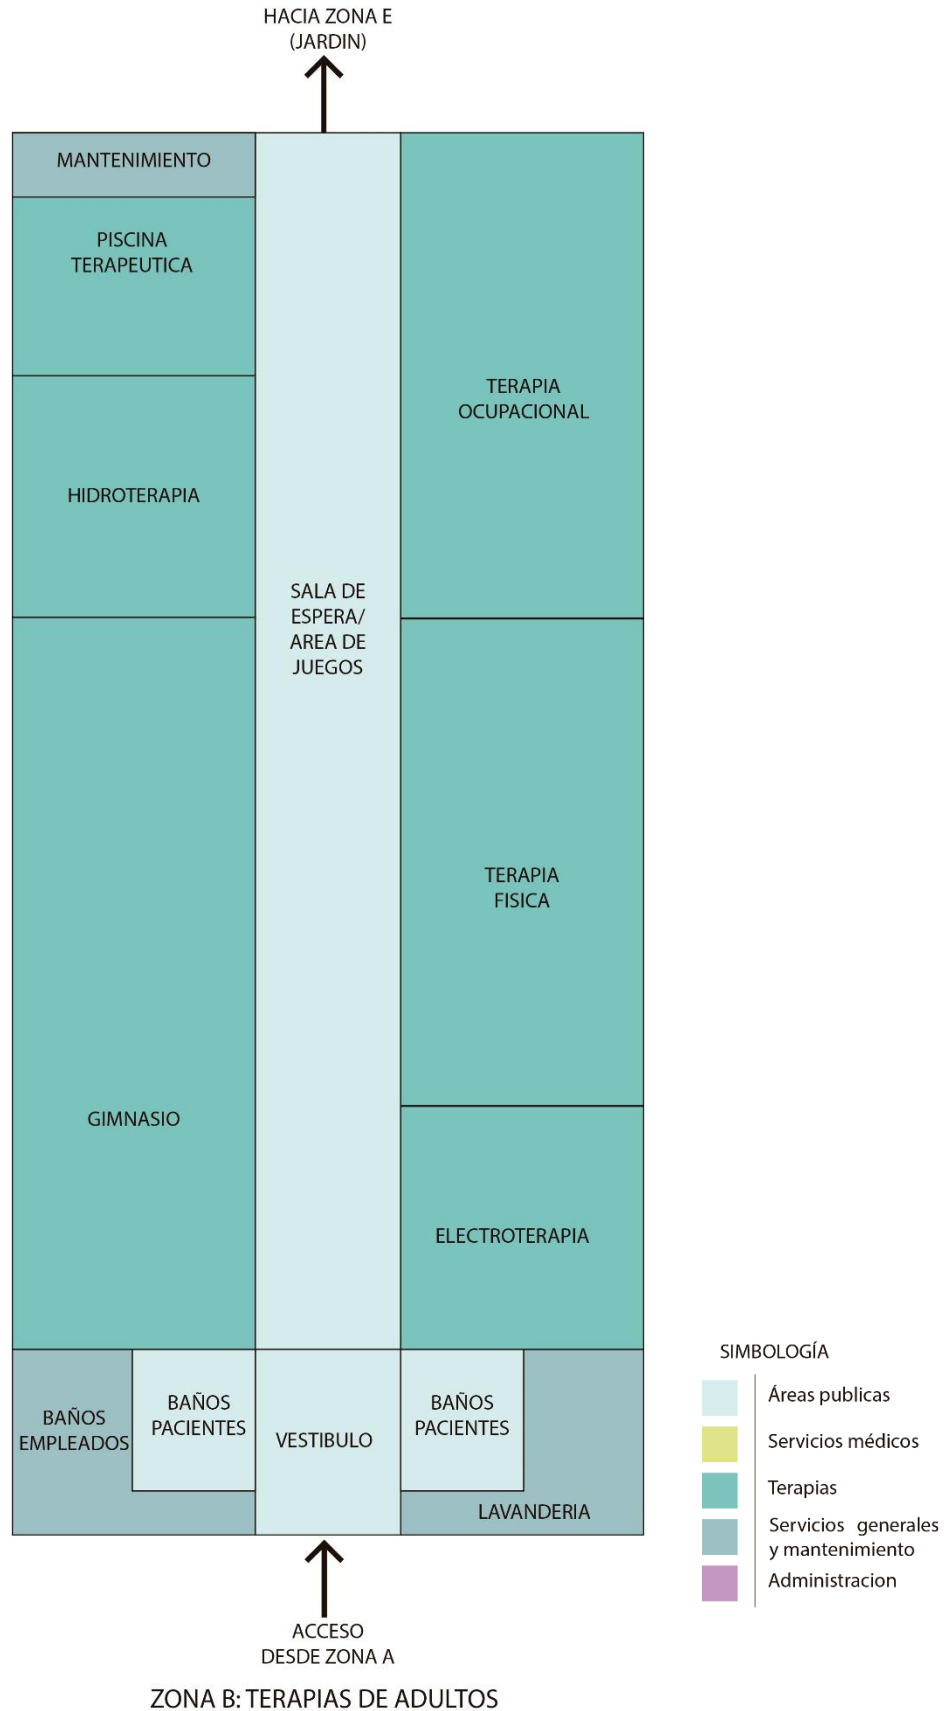 HACIA ZONA E
(JARDIN)
MANTENIMIENTO
PISCINA
TERAPEUTICA
TERAPIA
OCUPACIONAL
HIDROTERAPIA
SALA DE
ESPERA/
AREA DE
JUEGOS
TERAPIA
FISICA
GIMNASIO
ELECTROTERAPIA
BAÑOS
EMPLEADOS
BAÑOS
PACIENTES
VESTIBULO
BAÑOS
PACIENTES
LAVANDERIA
SIMBOLOGÍA
Áreas publicas
Servicios médicos
Terapias
Servicios generales
y mantenimiento
Administracion
ACCESO
DESDE ZONA A
ZONA B: TERAPIAS DE ADULTOS